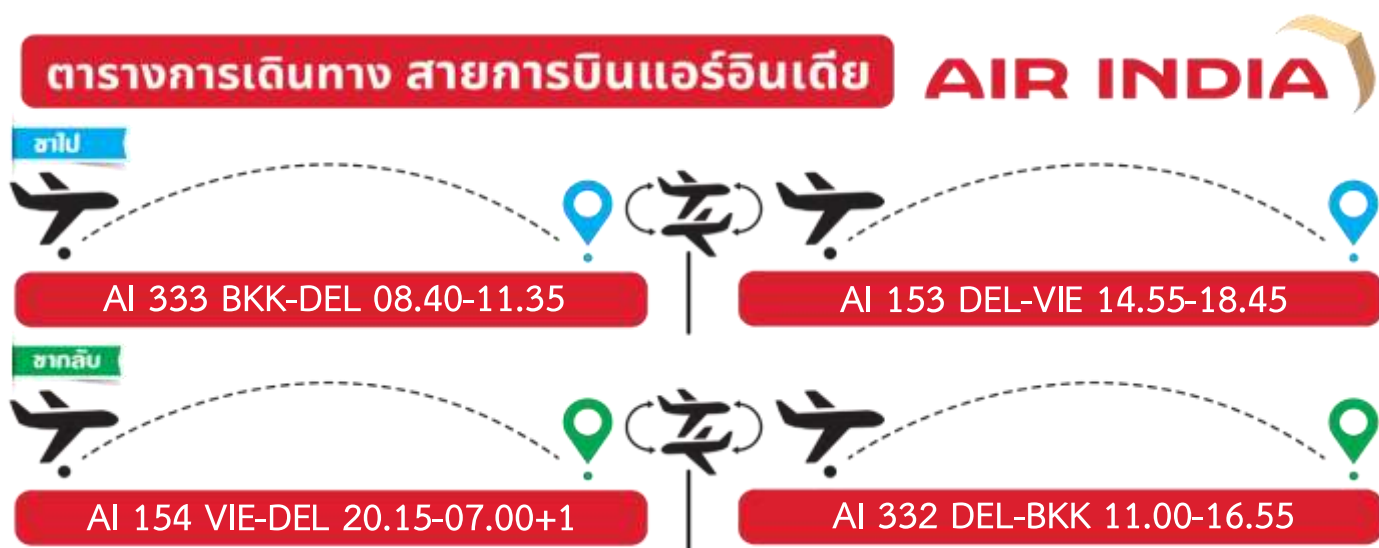 ตารางการเดินทาง สายการบินแอร์อินเดีย
AIR INDIA
ขาไป
AI 333 BKK-DEL 08.40-11.35
AI 153 DEL-VIE 14.55-18.45
ขากลับ
AI 154 VIE-DEL 20.15-07.00+1
AI 332 DEL-BKK 11.00-16.55